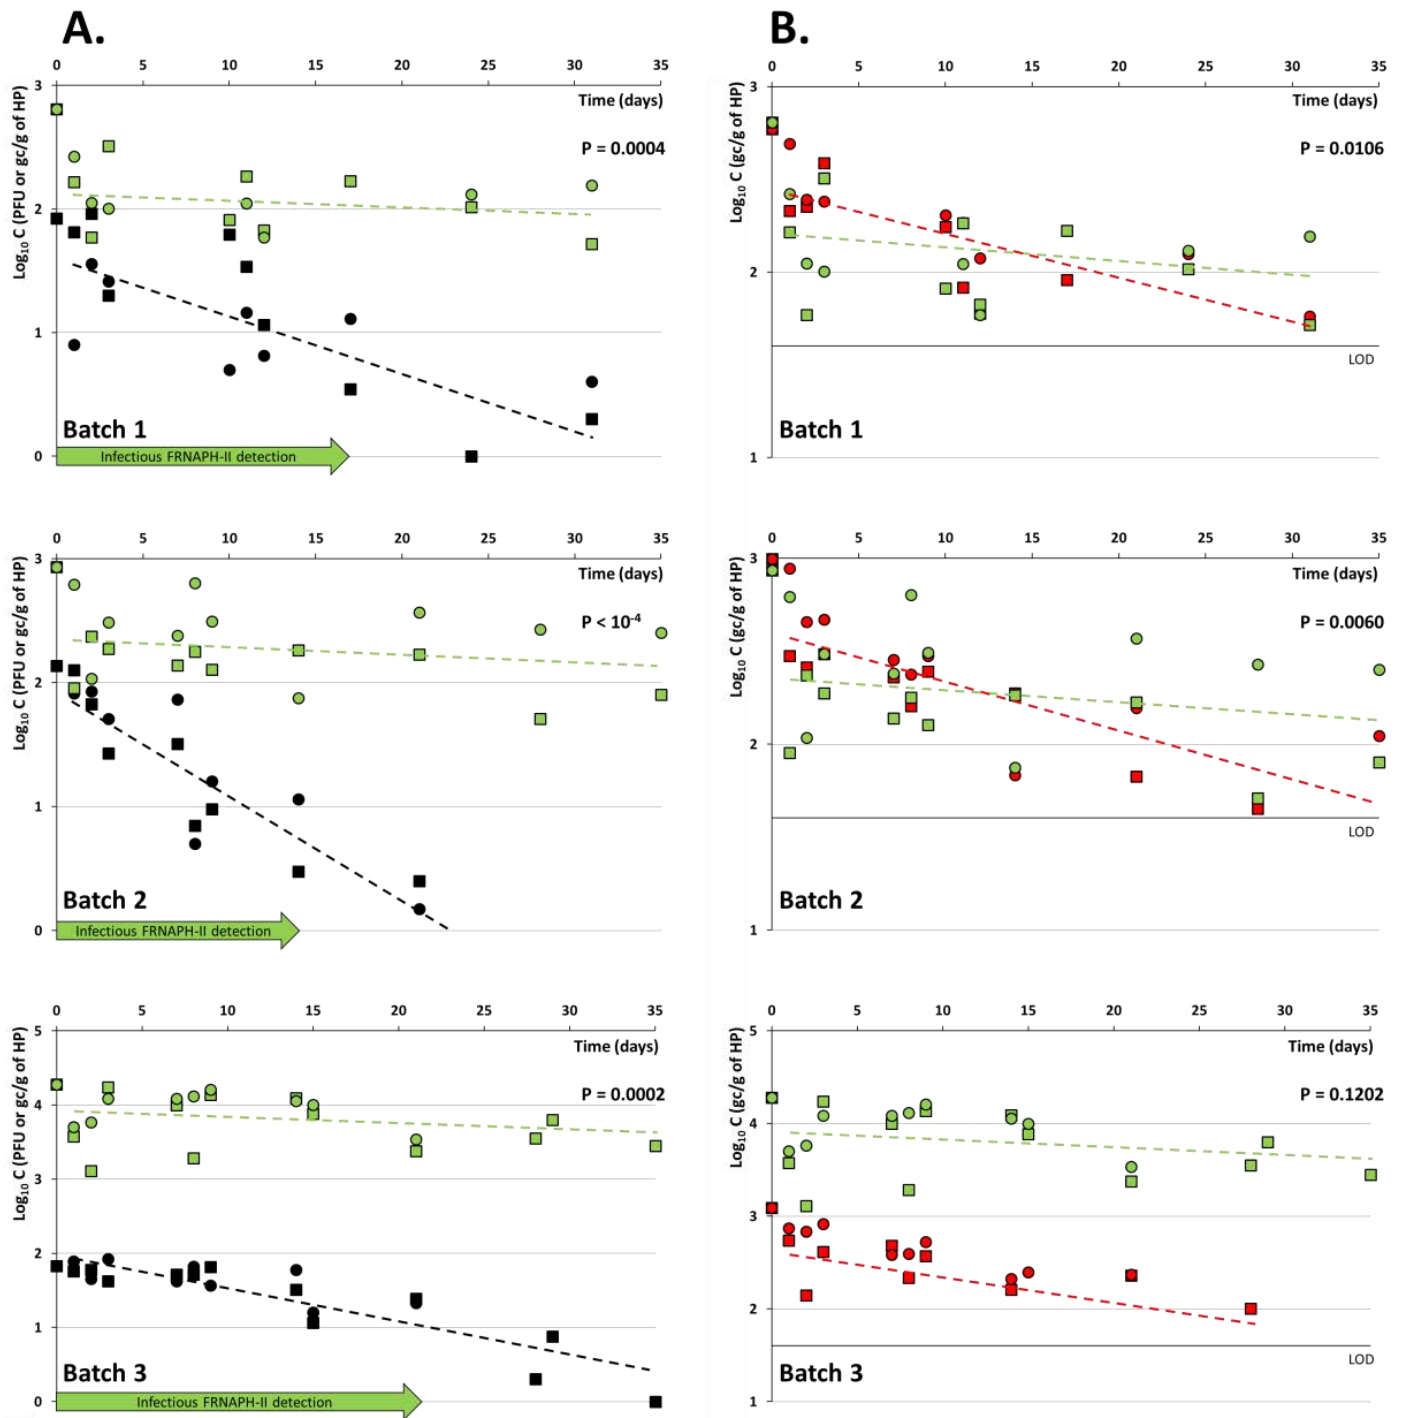 A.
0 5 10 15 20 25 30 35
3
Time (days)
P = 0.0004
2
1
0
Log10 C (PFU or gc/g of HP)
Batch 1
Infectious FRNAPH-II detection
0 5 10 15 20 25 30 35
3
Time (days)
P < 10-4
2
1
0
Log10 C (PFU or gc/g of HP)
Batch 2
Infectious FRNAPH-II detection
0 5 10 15 20 25 30 35
5
Time (days)
P = 0.0002
4
3
2
1
0
Log10 C (PFU or gc/g of HP)
Batch 3
Infectious FRNAPH-II detection
B.
0 5 10 15 20 25 30 35
3
Time (days)
P = 0.0106
2
1
Log10 C (gc/g of HP)
LOD
Batch 1
0 5 10 15 20 25 30 35
3
Time (days)
P = 0.0060
2
1
Log10 C (gc/g of HP)
LOD
Batch 2
0 5 10 15 20 25 30 35
5
Time (days)
P = 0.1202
4
3
2
1
Log10 C (gc/g of HP)
LOD
Batch 3